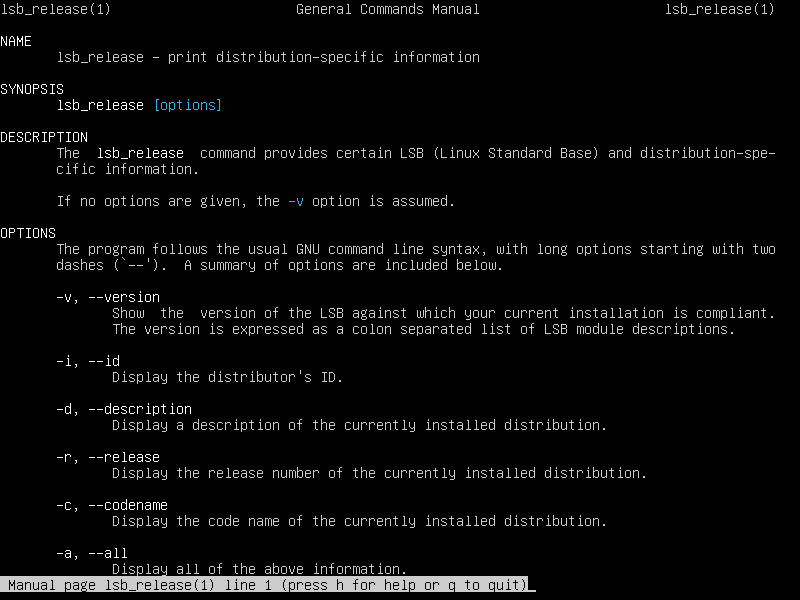 lsb_release(1) General Commands Manual lsb_release(1)
NAME
lsb_release – print distribution-specific information
SYNOPSIS
lsb_release [options]
DESCRIPTION
The lsb_release command provides certain LSB (Linux Standard Base) and distribution-spe-
cific information.
If no options are given, the -v option is assumed.
OPTIONS
The program follows the usual GNU command line syntax, with long options starting with two
dashes (`--'). A summary of options are included below.
-v, --version
Show the version of the LSB against which your current installation is compliant.
The version is expressed as a colon separated list of LSB module descriptions.
-i, --id
Display the distributor's ID.
-d, --description
Display a description of the currently installed distribution.
-r, --release
Display the release number of the currently installed distribution.
-c, --codename
Display the code name of the currently installed distribution.
-a, --all
Display all of the above information.
Manual page lsb_release(1) line 1 (press h for help or q to quit)